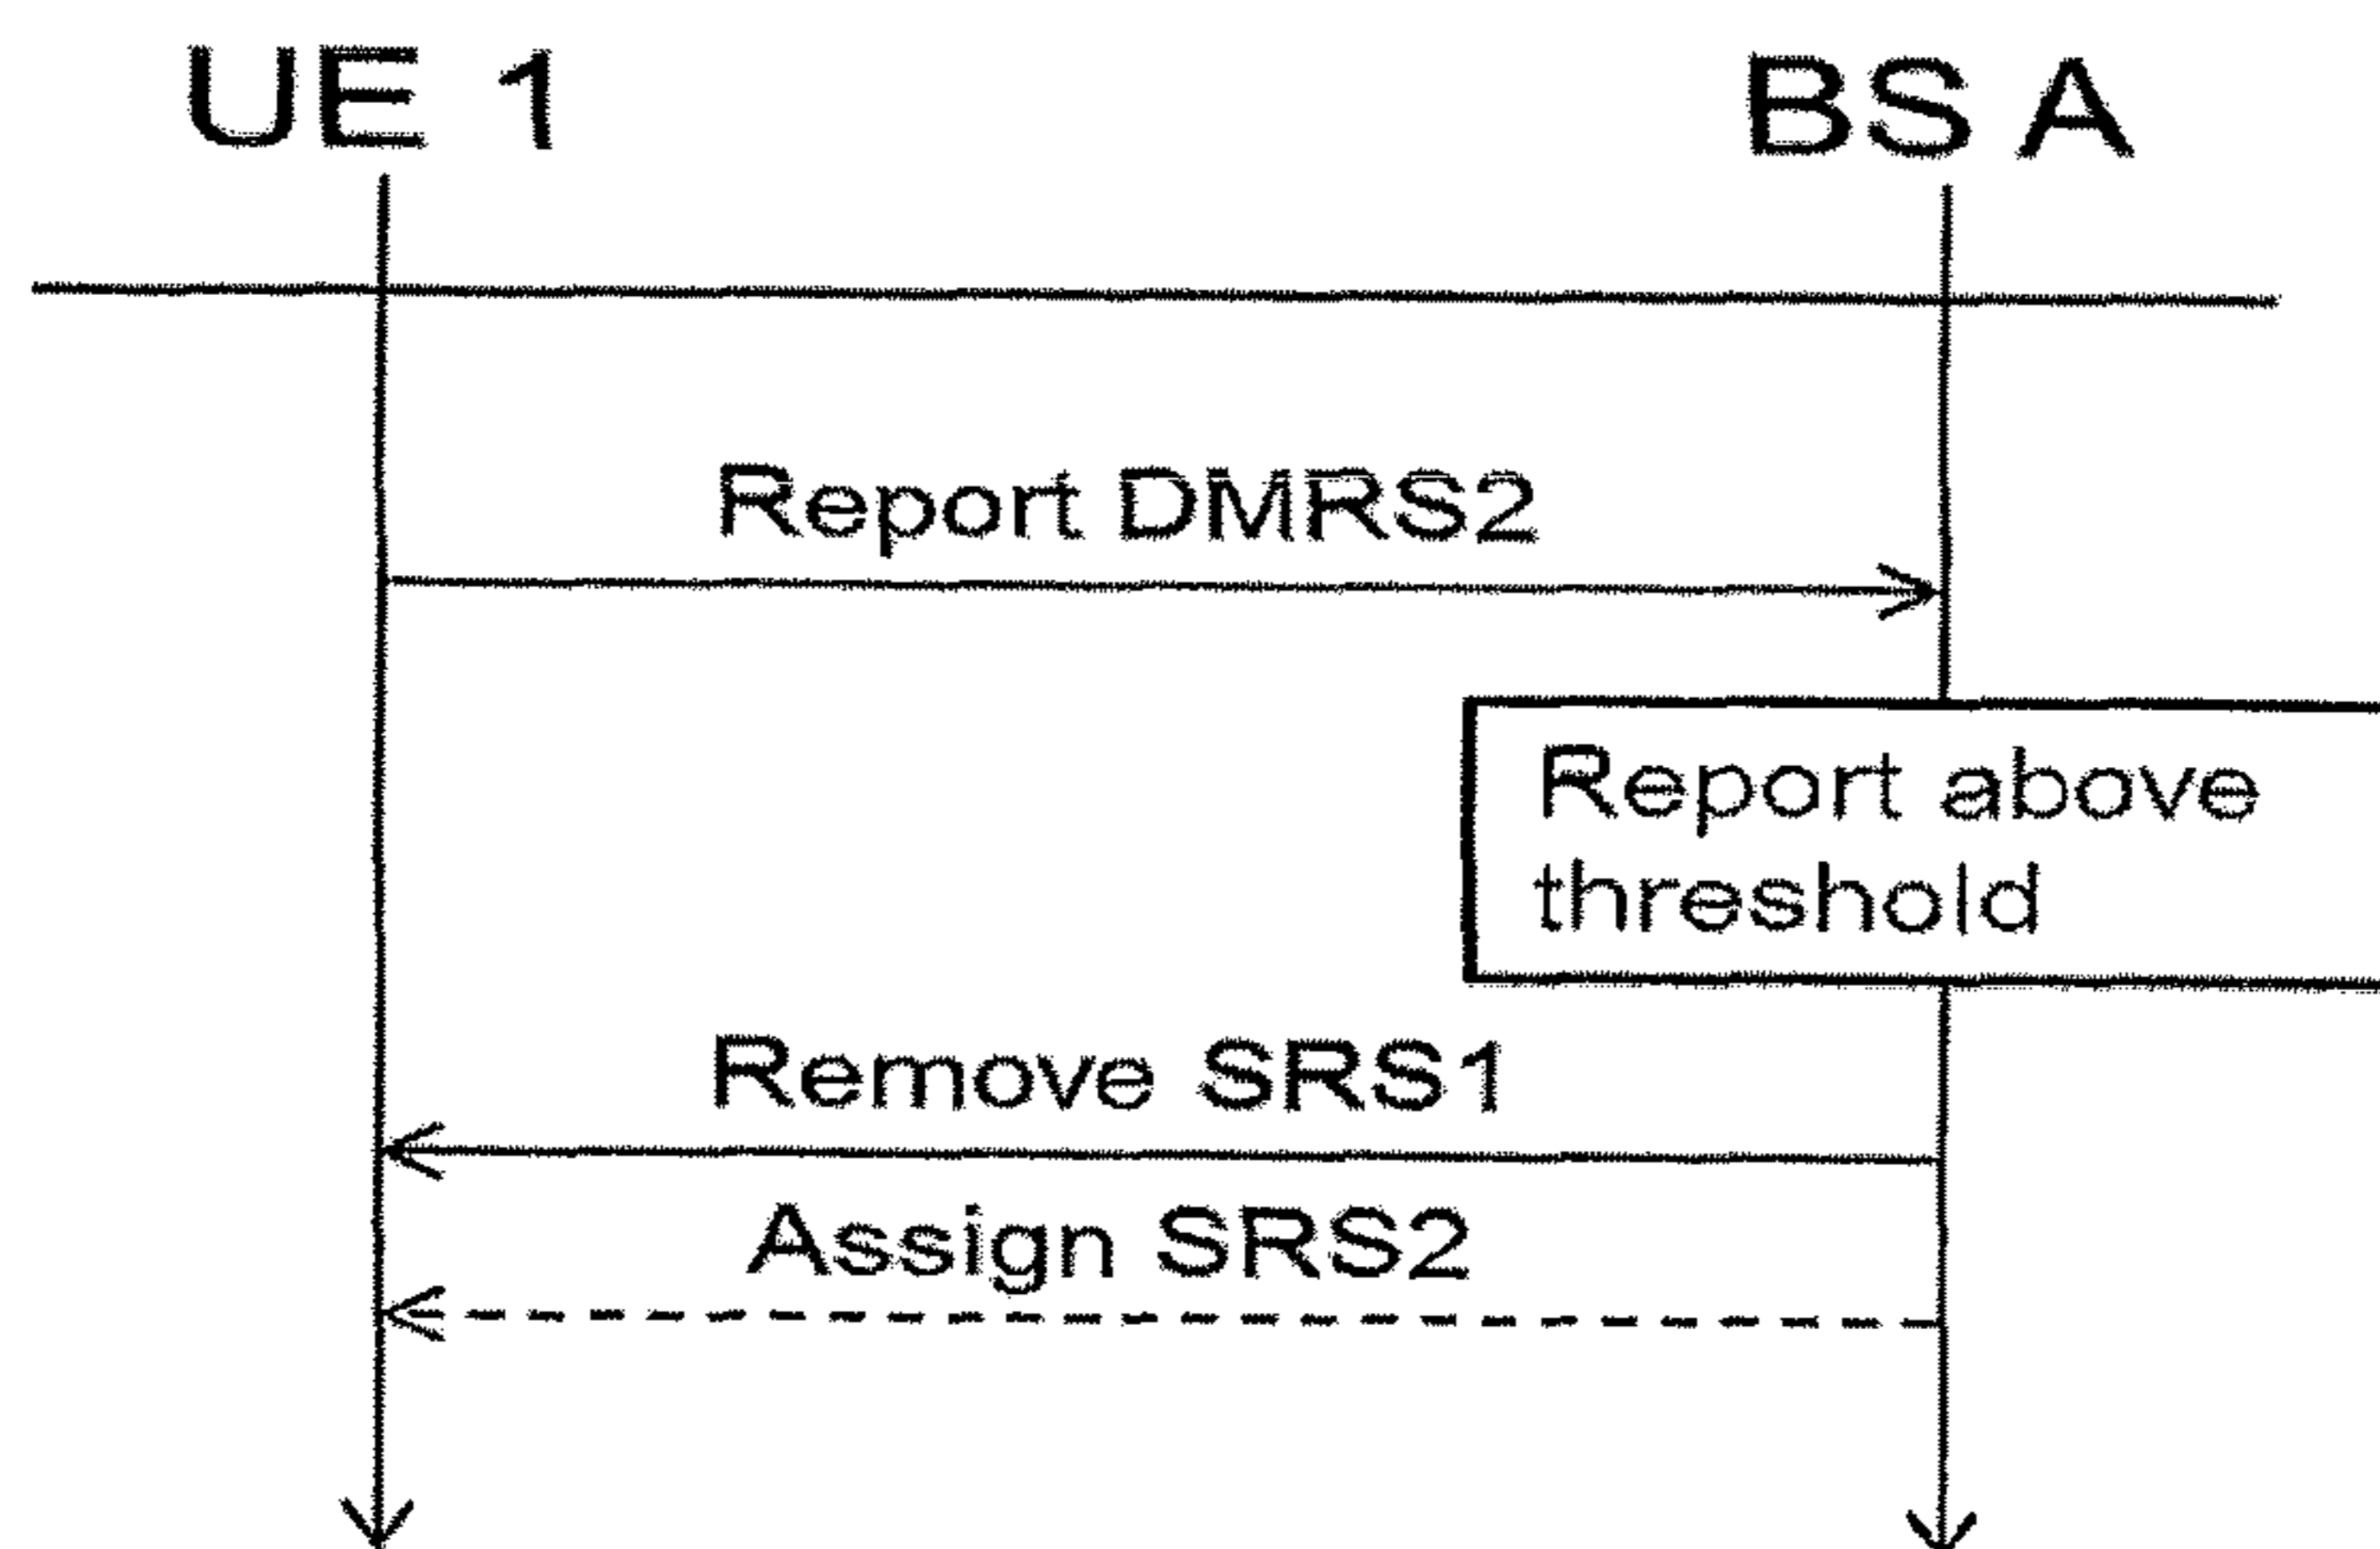 UE 1
BS A
Report DMRS2
Report above
threshold
Remove SRS1
Assign SRS2